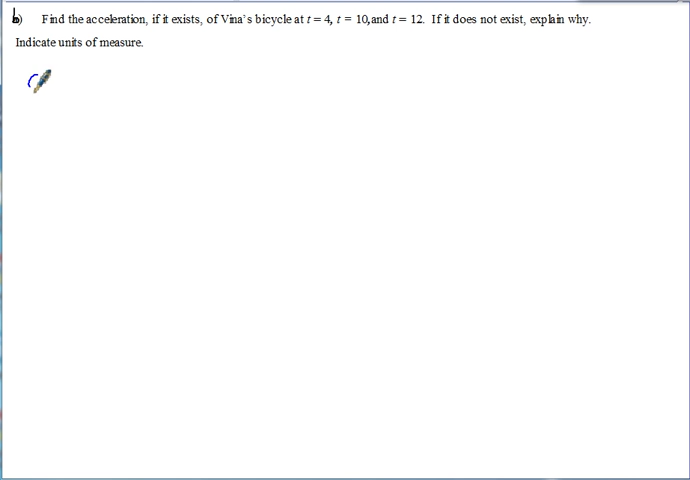 b) Find the acceleration, if it exists, of Vina's bicycle at t = 4, t = 10,and t = 12. If it does not exist, explain why.
Indicate units of measure.